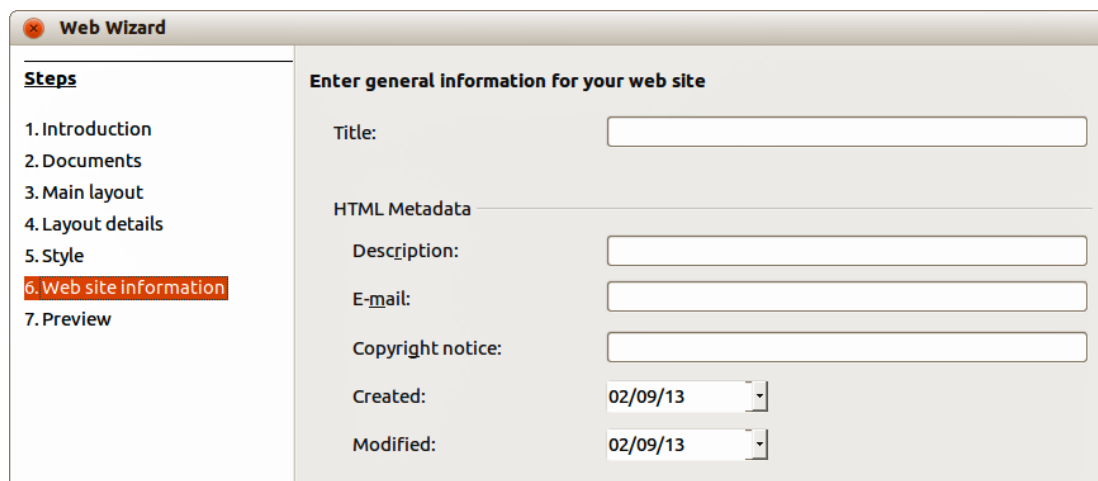 Web Wizard
Steps
1. Introduction
2. Documents
3. Main layout
4. Layout details
5. Style
6. Web site information
7. Preview
Enter general information for your web site
Title:
HTML Metadata
Description:
E-mail:
Copyright notice:
Created:
02/09/13
Modified:
02/09/13